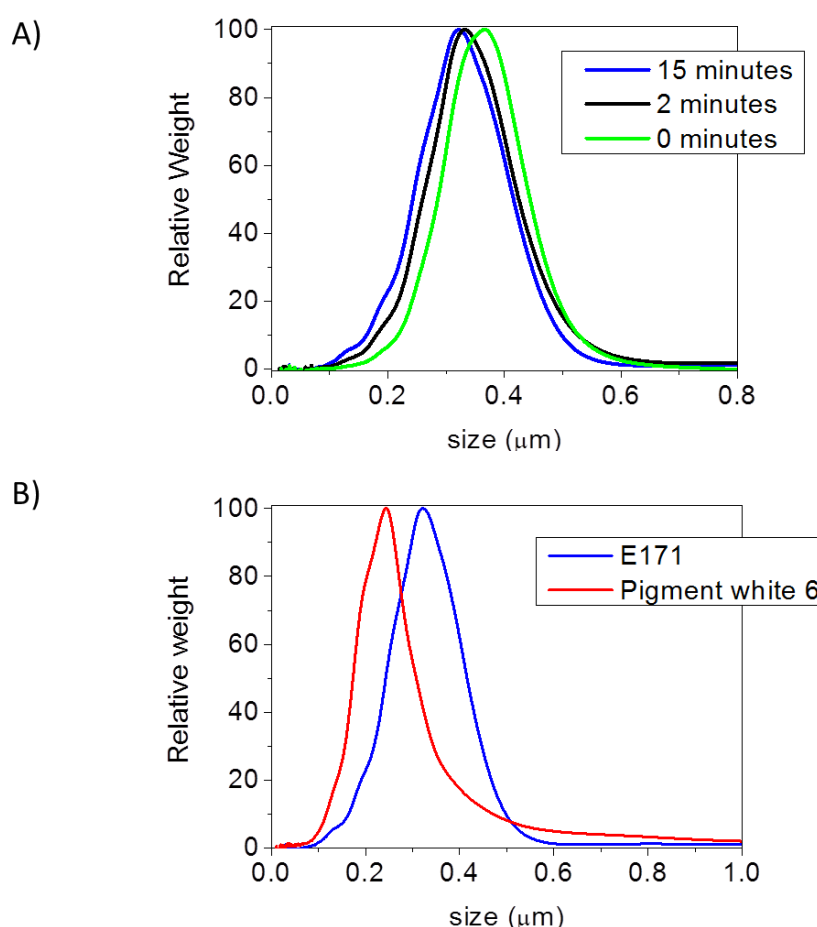 A)
100
80
60
40
20
0
Relative Weight
15 minutes
2 minutes
0 minutes
0.0 0.2 0.4 0.6 0.8
size (μm)
B)
100
80
60
40
20
0
Relative weight
E171
Pigment white 6
0.0 0.2 0.4 0.6 0.8 1.0
size (μm)